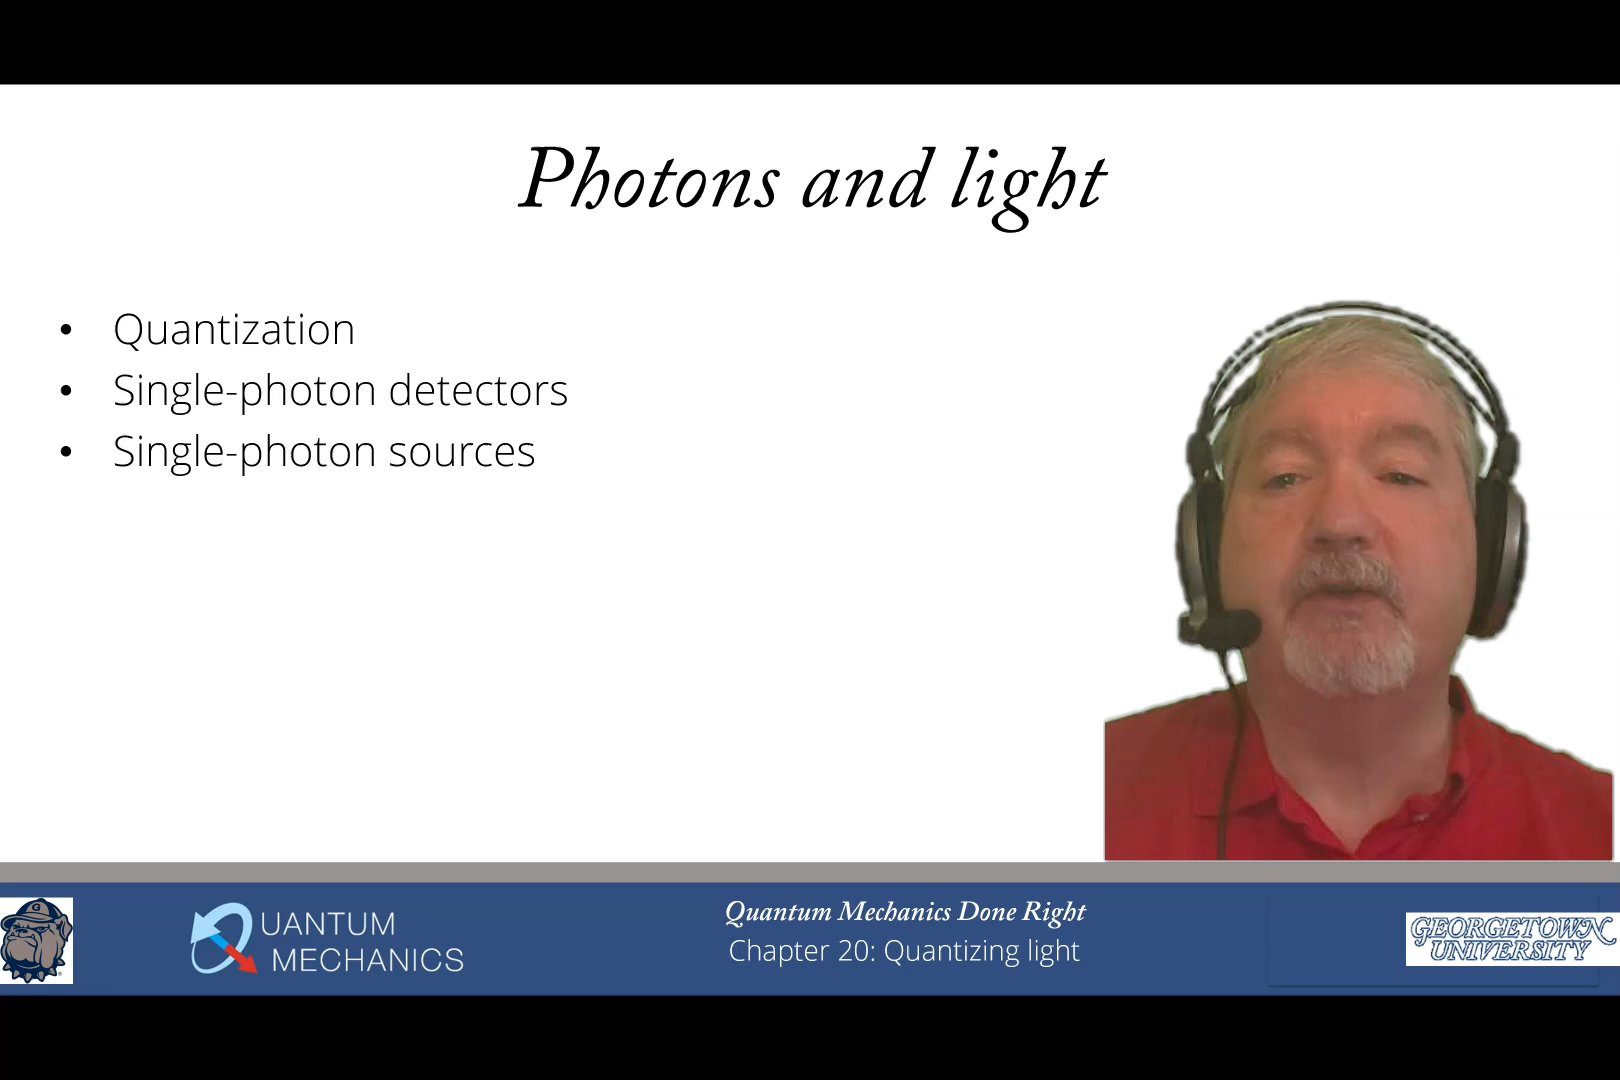 Photons and light
• Quantization
• Single-photon detectors
• Single-photon sources
G
QUANTUM
MECHANICS
Quantum Mechanics Done Right
Chapter 20: Quantizing light
GEORGETOWN
UNIVERSITY